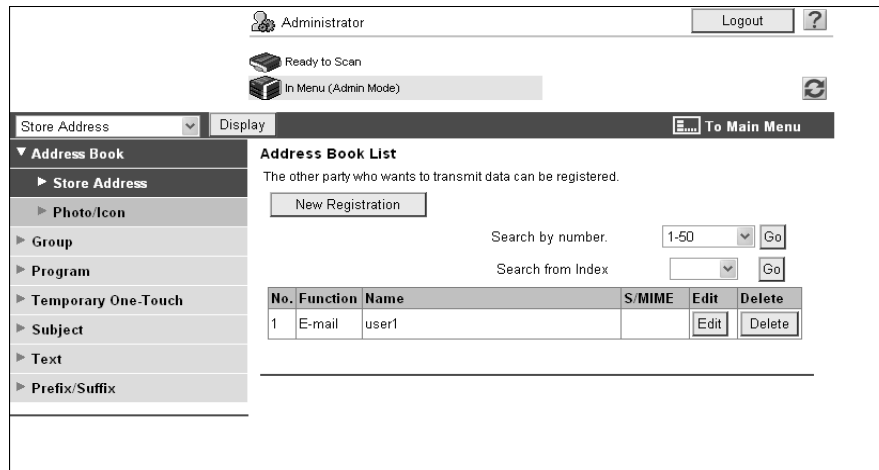 Administrator
Logout
?
Ready to Scan
In Menu (Admin Mode)
Store Address
Display
To Main Menu
Address Book
Store Address
Photo/Icon
Group
Program
Temporary One-Touch
Subject
Text
Prefix/Suffix
Address Book List
The other party who wants to transmit data can be registered.
New Registration
Search by number. 1-50 Go
Search from Index Go
No. Function Name S/MIME Edit Delete
1 E-mail user1 Edit Delete